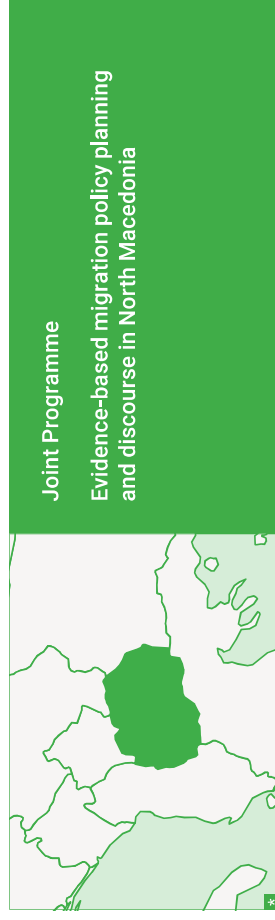 Joint Programme
Evidence-based migration policy planning
and discourse in North Macedonia